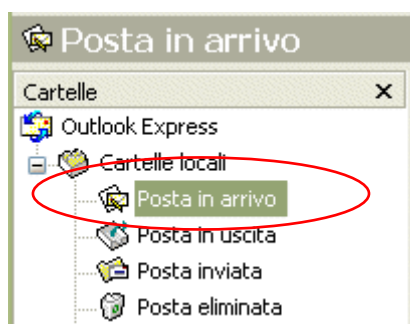 Posta in arrivo
Cartelle
Outlook Express
Cartelle locali
Posta in arrivo
Posta in uscita
Posta inviata
Posta eliminata